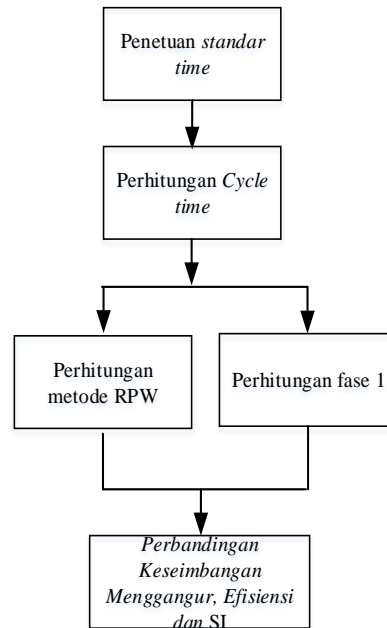 Penetuan standar
time
Perhitungan Cycle
time
Perhitungan
metode RPW
Perhitungan fase 1
Perbandingan
Keseimbangan
Menggangur, Efisiensi
dan SI